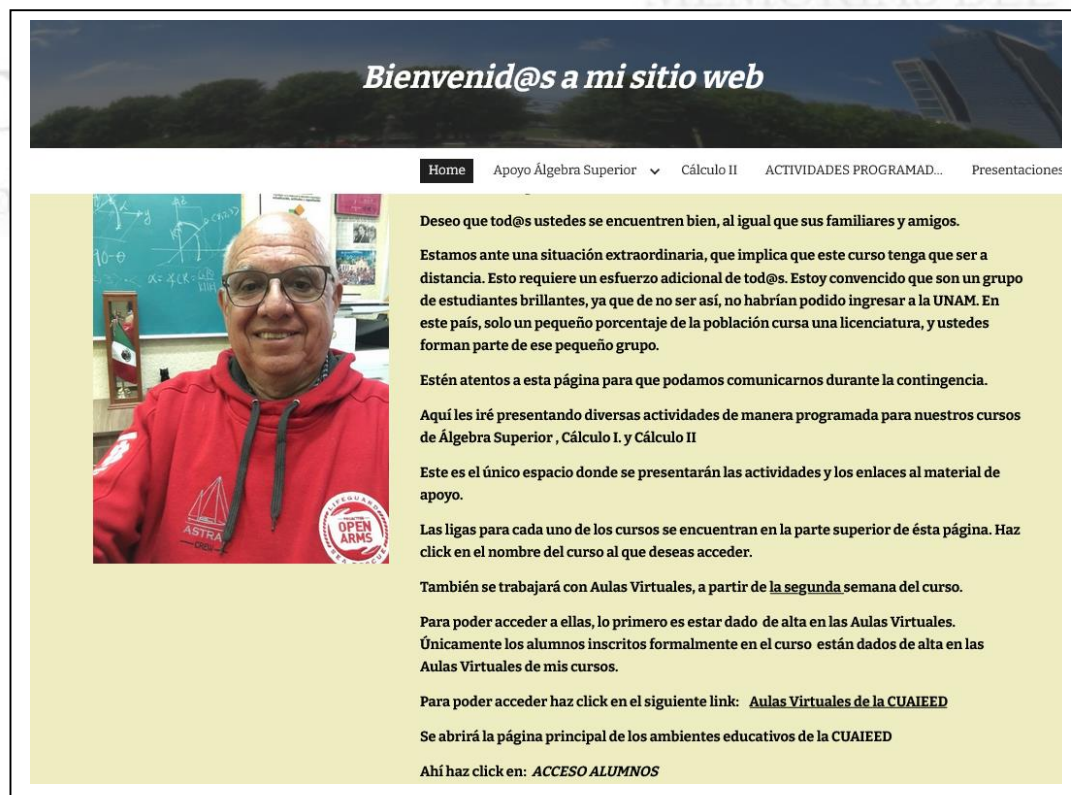 MEMORIAS DEL
Bienvenid@s a mi sitio web
Home Apoyo Álgebra Superior Cálculo II ACTIVIDADES PROGRAMAD... Presentaciones
Deseo que tod@s ustedes se encuentren bien, al igual que sus familiares y amigos.
Estamos ante una situación extraordinaria, que implica que este curso tenga que ser a
distancia. Esto requiere un esfuerzo adicional de tod@s. Estoy convencido que son un grupo
de estudiantes brillantes, ya que de no ser así, no habrían podido ingresar a la UNAM. En
este país, solo un pequeño porcentaje de la población cursa una licenciatura, y ustedes
forman parte de ese pequeño grupo.
Estén atentos a esta página para que podamos comunicarnos durante la contingencia.
Aquí les iré presentando diversas actividades de manera programada para nuestros cursos
de Álgebra Superior , Cálculo I. y Cálculo II
Este es el único espacio donde se presentarán las actividades y los enlaces al material de
apoyo.
Las ligas para cada uno de los cursos se encuentran en la parte superior de ésta página. Haz
click en el nombre del curso al que deseas acceder.
También se trabajará con Aulas Virtuales, a partir de la segunda semana del curso.
Para poder acceder a ellas, lo primero es estar dado de alta en las Aulas Virtuales.
Únicamente los alumnos inscritos formalmente en el curso están dados de alta en las
Aulas Virtuales de mis cursos.
Para poder acceder haz click en el siguiente link: Aulas Virtuales de la CUAIEED
Se abrirá la página principal de los ambientes educativos de la CUAIEED
Ahí haz click en: ACCESO ALUMNOS
ASTRAL
CREW
LIFEGUARD
OPEN
ARMS